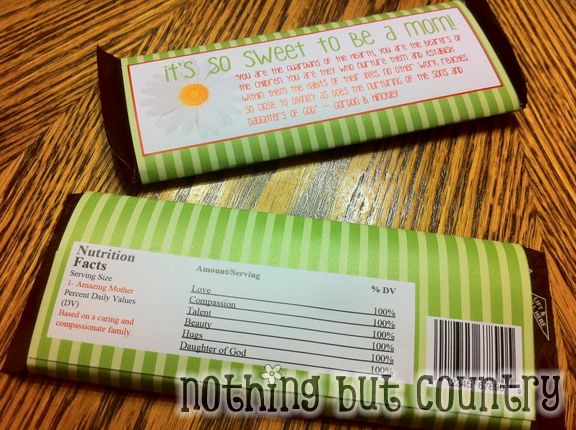 it's so sweet to be a mom!
"You are the guardians of the hearth, you are the bearers of
the children, you are they who nurture them and establish
within them the habits of their lives no other work reaches
so close to divinity as does the nurturing of the sons and
daughters of God." — Gordon B. Hinckley
Nutrition
Facts
Serving Size
1- Amazing Mother
Percent Daily Values
(DV)
Based on a caring and
compassionate family
Amount/Serving % DV
Love 100%
Compassion 100%
Talent 100%
Beauty 100%
Hugs 100%
Daughter of God 100%
LIFT &
HERE
nothing but country